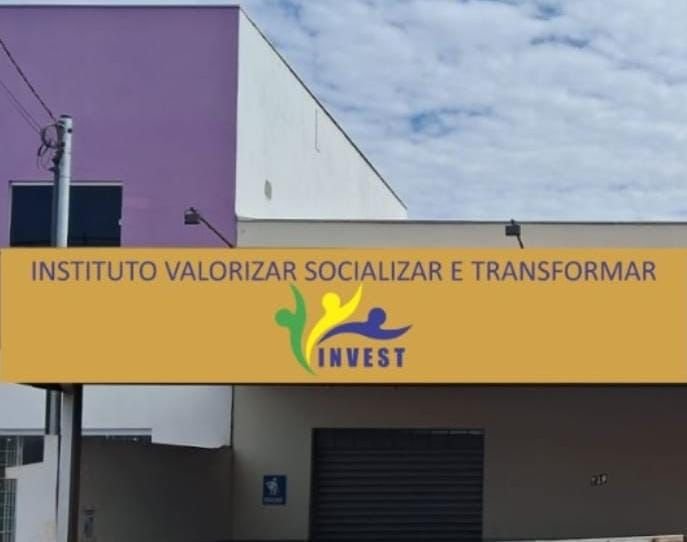 INSTITUTO VALORIZAR SOCIALIZAR E TRANSFORMAR
INVEST